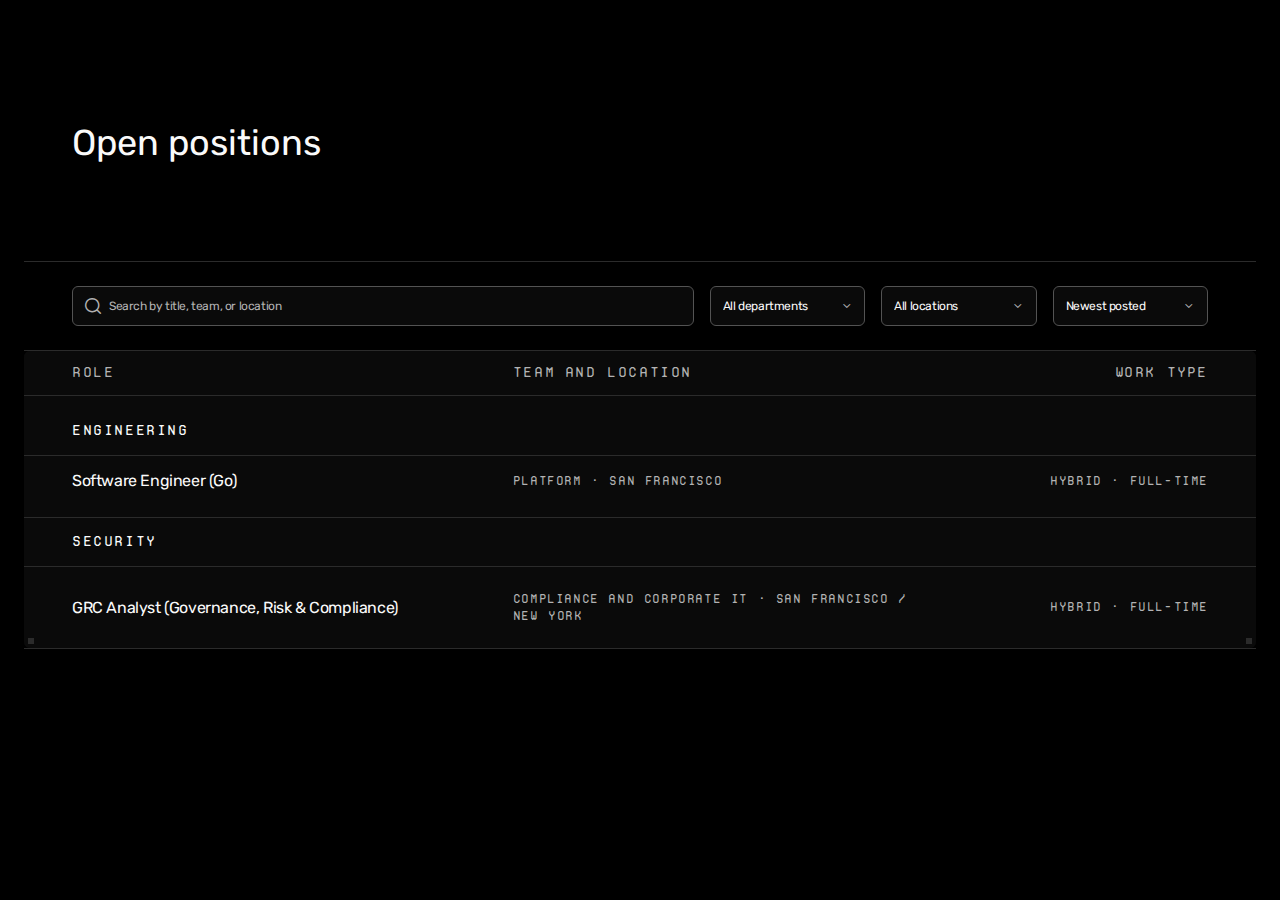 Open positions
Search by title, team, or location
All departments
All locations
Newest posted
ROLE
TEAM AND LOCATION
WORK TYPE
ENGINEERING
Software Engineer (Go)
PLATFORM · SAN FRANCISCO
HYBRID · FULL-TIME
SECURITY
GRC Analyst (Governance, Risk & Compliance)
COMPLIANCE AND CORPORATE IT · SAN FRANCISCO /
NEW YORK
HYBRID · FULL-TIME